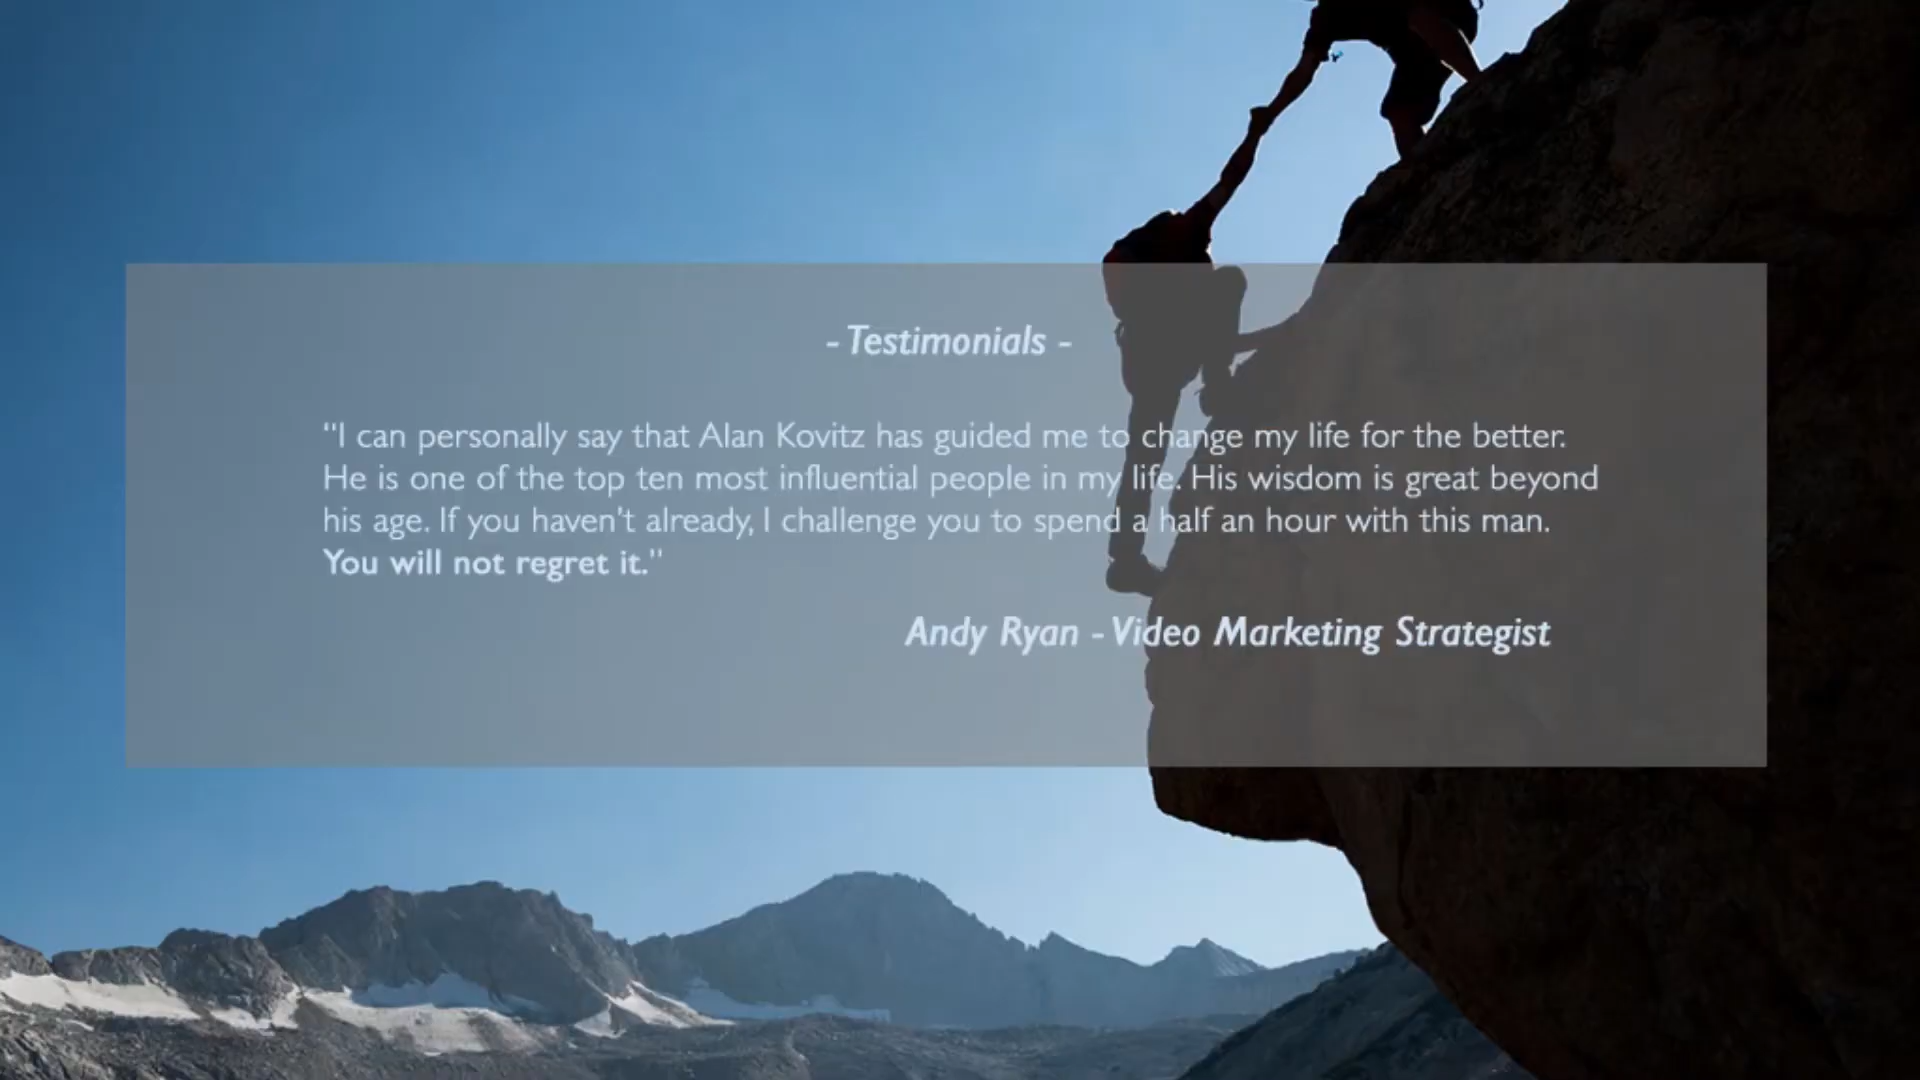 - Testimonials -
“I can personally say that Alan Kovitz has guided me to change my life for the better.
He is one of the top ten most influential people in my life. His wisdom is great beyond
his age. If you haven’t already, I challenge you to spend a half an hour with this man.
You will not regret it.”
Andy Ryan - Video Marketing Strategist